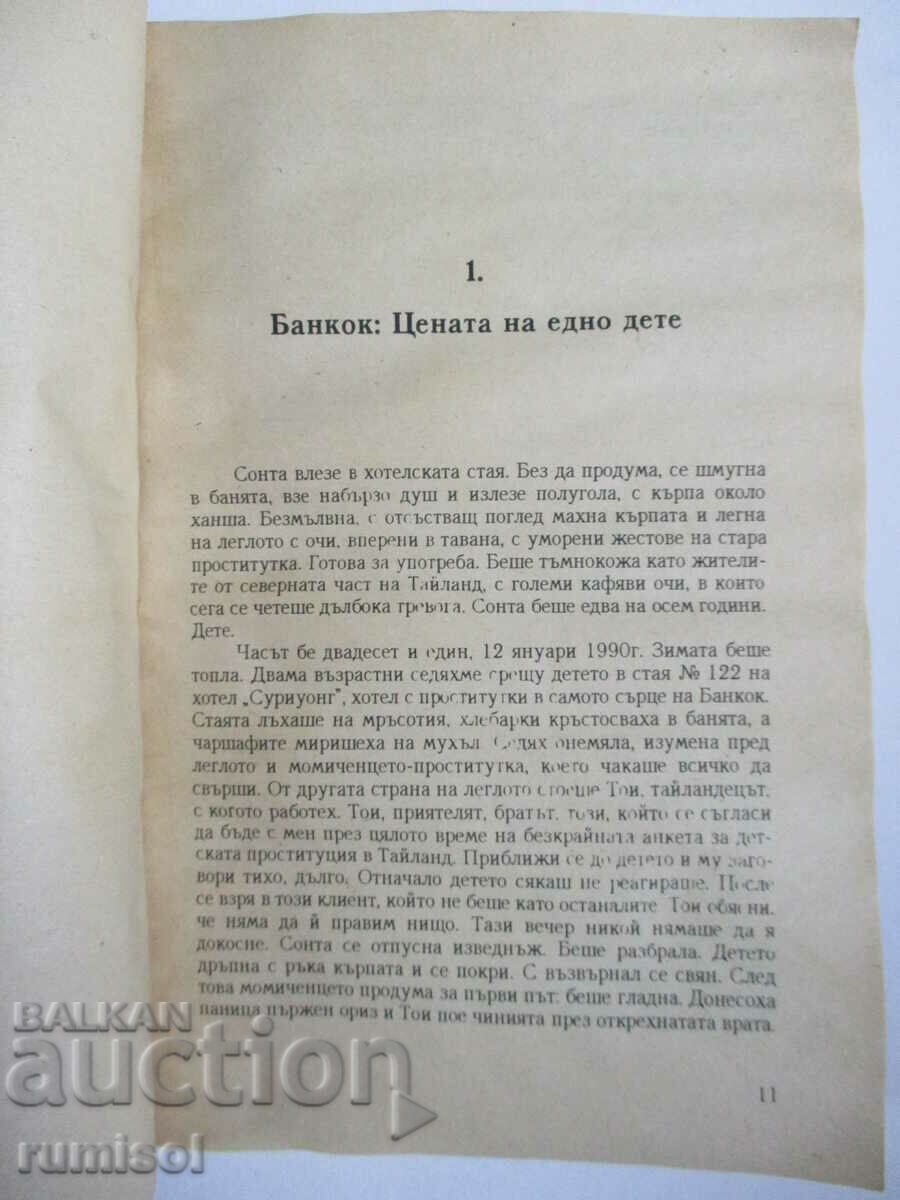 1.
Банкок: Цената на едно дете
Сонта влезе в хотелската стая. Без да продума, се шмугна
в банята, взе набързо душ и излезе полугола, с кърпа около
ханша. Безмълвна, с отсъстващ поглед махна кърпата и легна
на леглото с очи, вперени в тавана, с уморени жестове на стара
проститутка. Готова за употреба. Беше тъмнокожа като жители-
те от северната част на Тайланд, с големи кафяви очи, в които
сега се четеше дълбока тревога. Сонта беше едва на осем години.
Дете.
Часът бе двадесет и един, 12 януари 1990г. Зимата беше
топла. Двама възрастни седяхме срещу детето в стая № 122 на
хотел „Суриуонг", хотел с проститутки в самото сърце на Банкок.
Стаята лъхаше на мръсотия, хлебарки кръстосваха в банята, а
чаршафите миришеха на мухъл. Седях онемяла, изумена пред
леглото и момиченцето-проститутка, което чакаше всичко да
свърши. От другата страна на леглото стоеше Тои, тайландецът,
с когото работех. Тои, приятелят, братът, този, който се съгласи
да бъде с мен през цялото време на безкрайната анкета за дет-
ската проституция в Тайланд. Приближи се до детето и му заго-
вори тихо, дълго. Отначало детето сякаш не реагираше. После
се взря в този клиент, който не беше като останалите. Тои обясни,
че няма да й правим нищо. Тази вечер никой нямаше да я
докосне. Сонта се отпусна изведнъж. Беше разбрала. Детето
дръпна с ръка кърпата и се покри. С възвърнал се свян. След
това момиченцето продума за първи път: беше гладна. Донесоха
паница пържен ориз и Тои пое чинията през открехнатата врата.
11
BALKAN
auction
rumisol